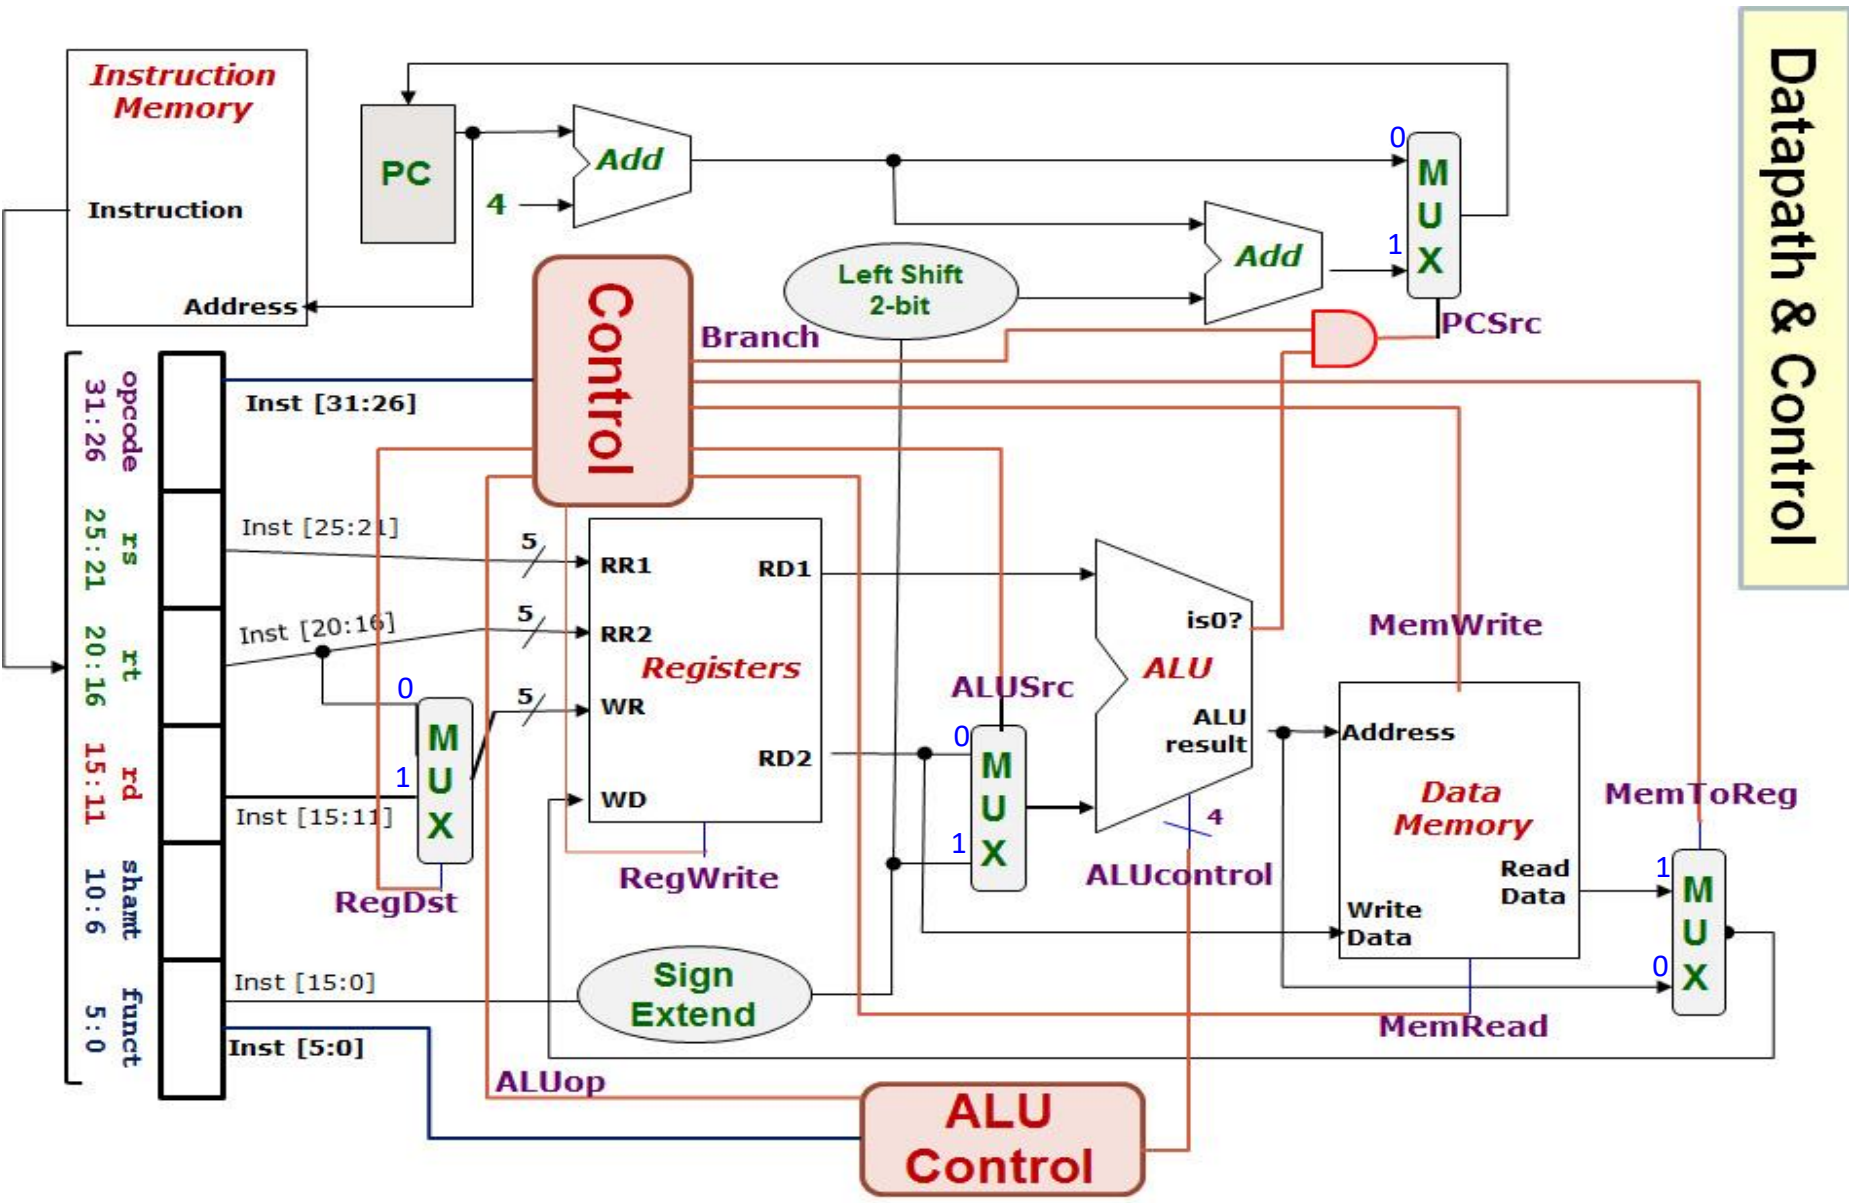 Datapath & Control
Instruction
Memory
Instruction
Address
PC
4
Add
Add
0
M
U
X
1
PCSrc
Left Shift
2-bit
Control
Branch
opcode
31:26
rs
25:21
rt
20:16
rd
15:11
shamt
10:6
funct
5:0
Inst [31:26]
Inst [25:21]
Inst [20:16]
Inst [15:11]
Inst [15:0]
Inst [5:0]
5
5
5
0
1
M
U
X
RegDst
RR1
RR2
WR
WD
RD1
RD2
Registers
RegWrite
Sign
Extend
ALUSrc
0
1
M
U
X
is0?
ALU
ALU
result
4
ALUcontrol
MemWrite
Address
Data
Memory
Read
Data
Write
Data
MemRead
MemToReg
1
M
U
X
0
ALUop
ALU
Control